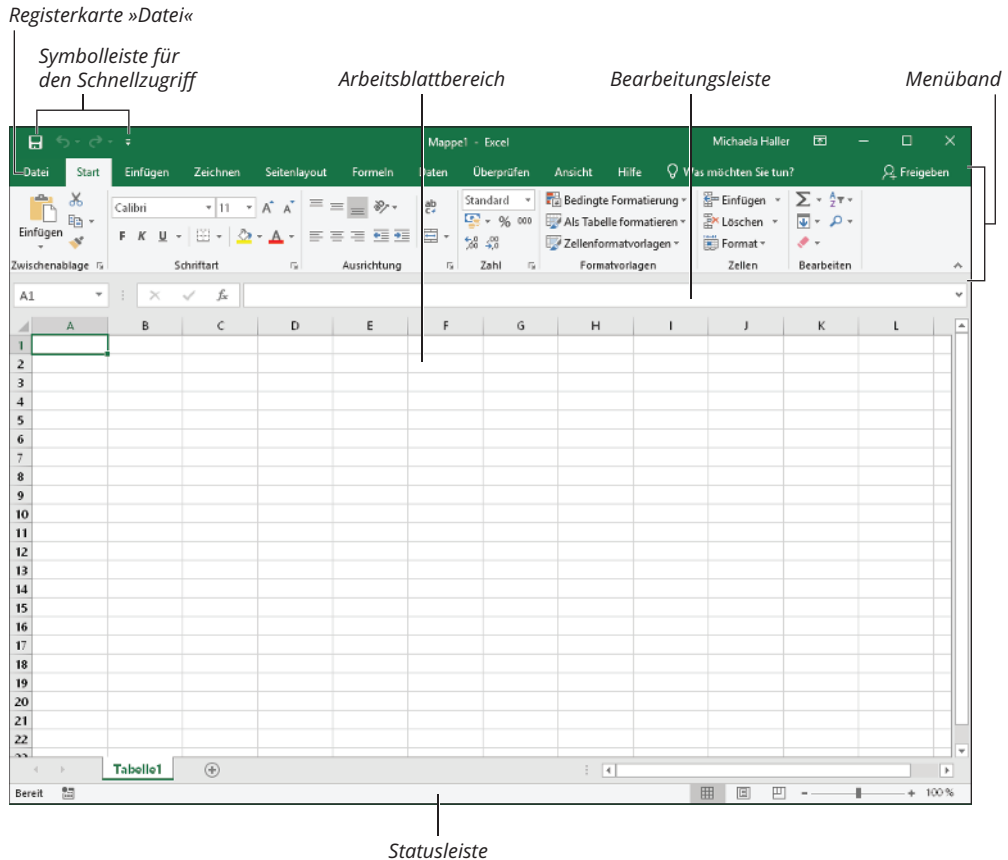 Registerkarte »Datei«
Symbolleiste für
den Schnellzugriff
Arbeitsblattbereich
Bearbeitungsleiste
Menüband
Mappe1 - Excel
Michaela Haller
Datei Start Einfügen Zeichnen Seitenlayout Formeln Daten Überprüfen Ansicht Hilfe Was möchten Sie tun? Freigeben
Einfügen
Calibri 11
F K U
Standard
% 000
Bedingte Formatierung
Als Tabelle formatieren
Zellenformatvorlagen
Einfügen
Löschen
Format
Zwischenablage Schriftart Ausrichtung Zahl Formatvorlagen Zellen Bearbeiten
A1 fx
A B C D E F G H I J K L
1
2
3
4
5
6
7
8
9
10
11
12
13
14
15
16
17
18
19
20
21
22
Tabelle1
Bereit
100 %
Statusleiste